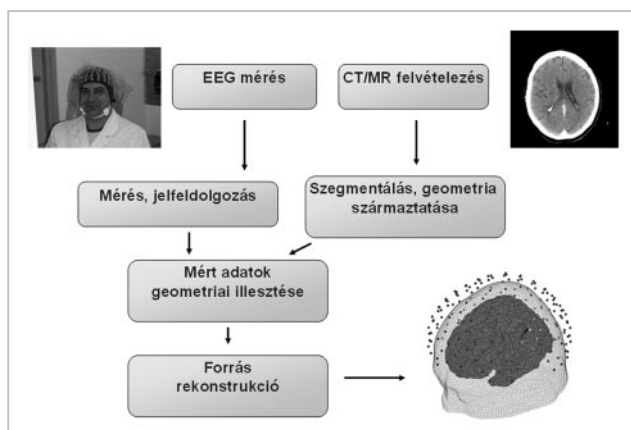 EEG mérés
CT/MR felvételezés
Mérés, jelfeldolgozás
Szegmentálás, geometria
származtatása
Mért adatok
geometriai illesztése
Forrás
rekonstrukció